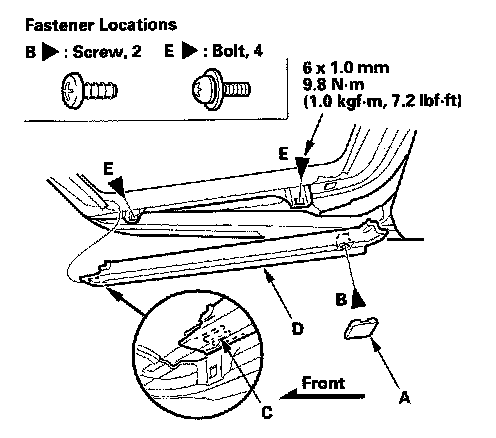 Fastener Locations
B ▶ : Screw, 2 E ▶ : Bolt, 4
6 x 1.0 mm
9.8 N·m
(1.0 kgf·m, 7.2 lbf·ft)
E
E
B
D
A
C
Front